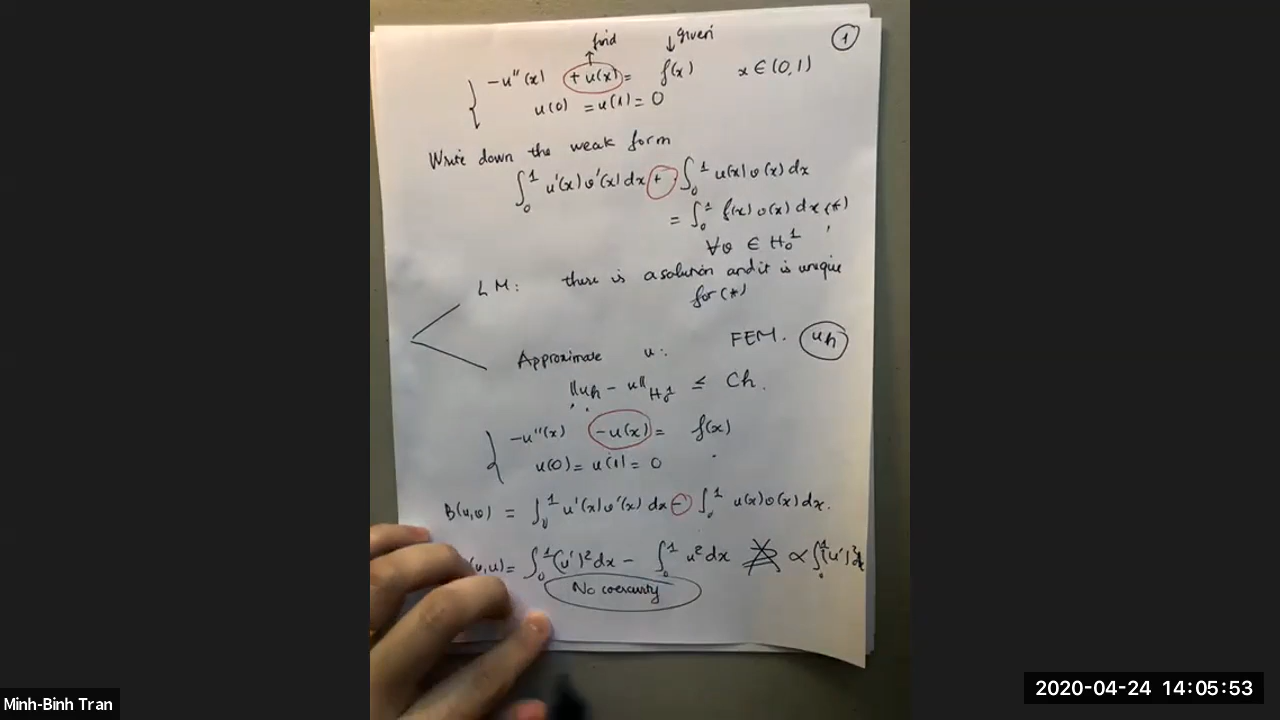 find ↓given ①
{ -u''(x) + u(x) = f(x) x ∈ (0,1)
u(0) = u(1) = 0
Write down the weak form
∫₀¹ u'(x) v'(x) dx + ∫₀¹ u(x) v(x) dx
= ∫₀¹ f(x) v(x) dx (*)
∀v ∈ H₀¹
LM: there is a solution and it is unique
for (*)
FEM. uh
Approximate u:
‖uh - u‖H₀¹ ≤ Ch.
{ -u''(x) -u(x) = f(x)
u(0) = u(1) = 0
B(u,v) = ∫₀¹ u'(x) v'(x) dx - ∫₀¹ u(x) v(x) dx.
(u,u) = ∫₀¹ (u')² dx - ∫₀¹ u² dx ≱ α ∫₀¹ (u')² dx
No coercivity
Minh-Binh Tran
2020-04-24 14:05:53